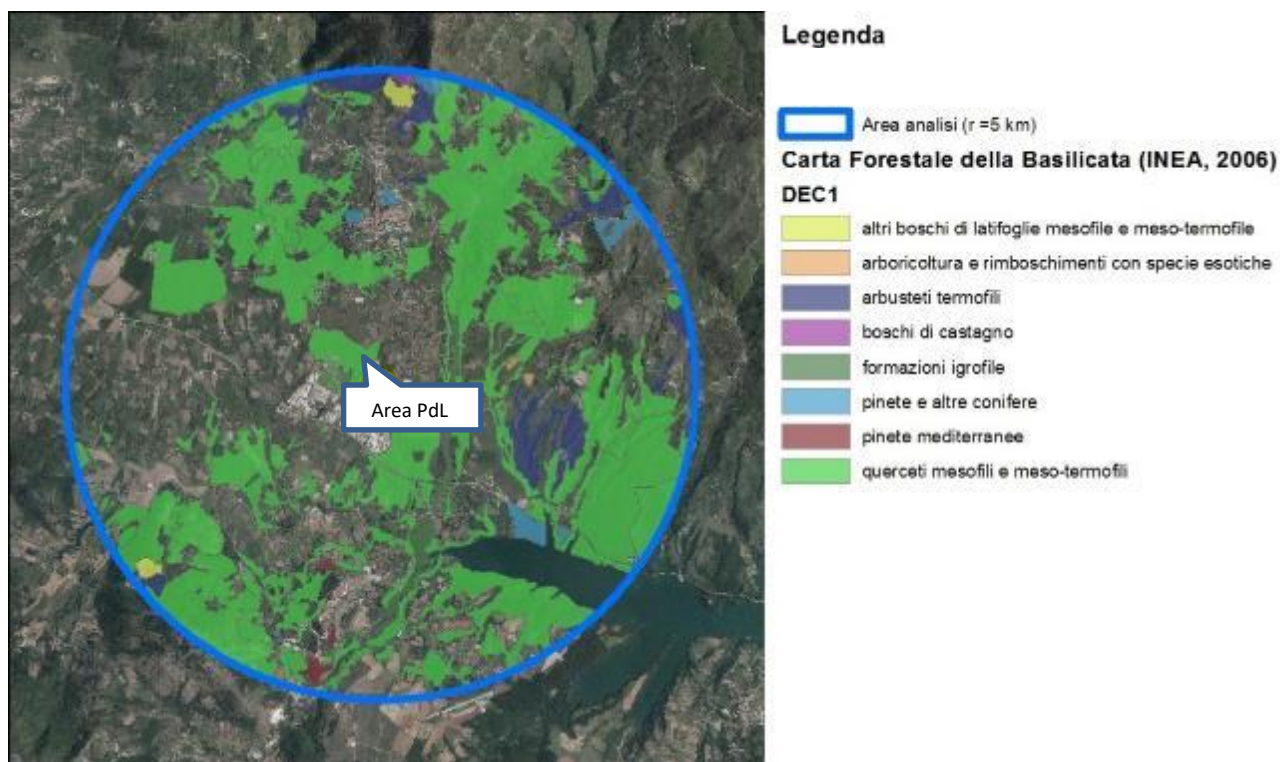 Legenda
Area analisi (r =5 km)
Carta Forestale della Basilicata (INEA, 2006)
DEC1
altri boschi di latifoglie mesofile e meso-termofile
arboricoltura e rimboschimenti con specie esotiche
arbusteti termofili
boschi di castagno
formazioni igrofile
pinete e altre conifere
pinete mediterranee
querceti mesofili e meso-termofili
Area PdL